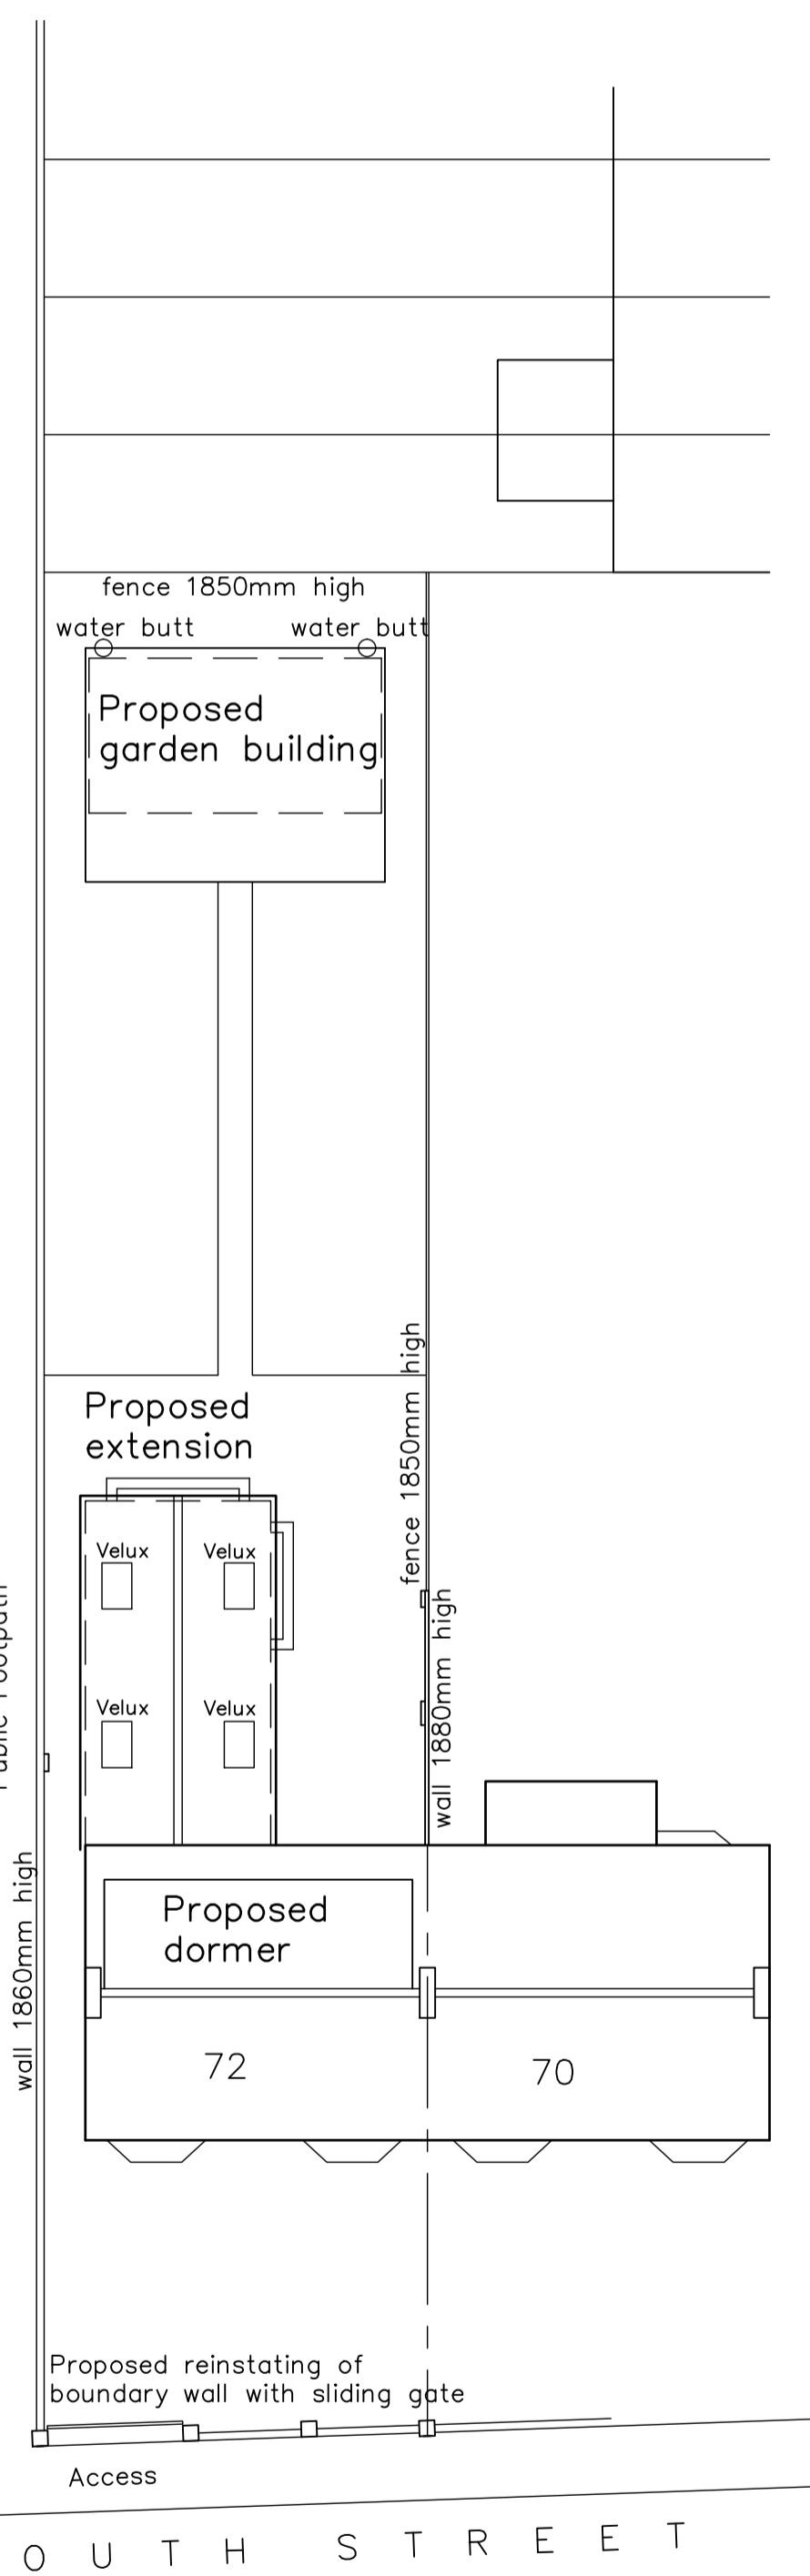 fence 1850mm high
water butt
water butt
Proposed
garden building
fence 1850mm high
Proposed
extension
Velux
Velux
Velux
Velux
wall 1880mm high
wall 1860mm high
Proposed
dormer
72
70
Proposed reinstating of
boundary wall with sliding gate
Access
OUTH STREET